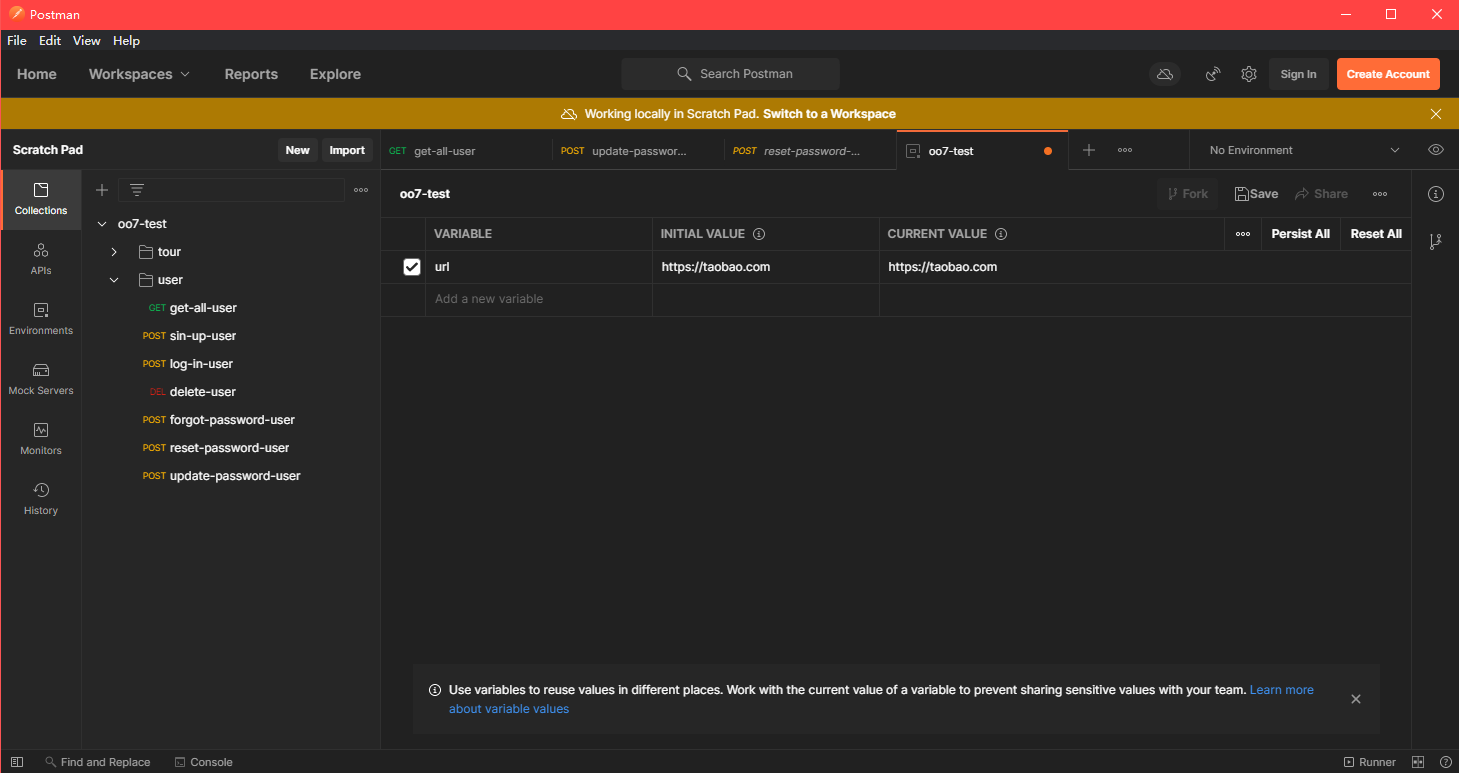 Postman
File Edit View Help
Home Workspaces Reports Explore Search Postman Sign In Create Account
Working locally in Scratch Pad. Switch to a Workspace
Scratch Pad New Import
GET get-all-user POST update-passwor... POST reset-password-... oo7-test No Environment
Collections
APIs
Environments
Mock Servers
Monitors
History
oo7-test
tour
user
GET get-all-user
POST sin-up-user
POST log-in-user
DEL delete-user
POST forgot-password-user
POST reset-password-user
POST update-password-user
oo7-test Fork Save Share
VARIABLE INITIAL VALUE CURRENT VALUE Persist All Reset All
url https://taobao.com https://taobao.com
Add a new variable
Use variables to reuse values in different places. Work with the current value of a variable to prevent sharing sensitive values with your team. Learn more
about variable values
Find and Replace Console Runner